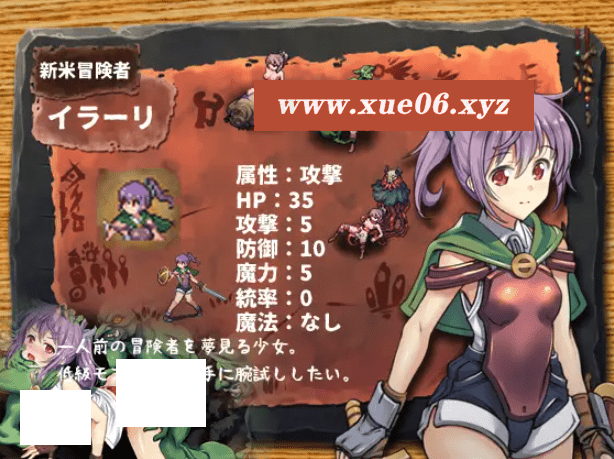 新米冒険者
イラーリ
www.xue06.xyz
属性：攻撃
HP：35
攻撃：5
防御：10
魔力：5
統率：0
魔法：なし
一人前の冒険者を夢見る少女。
低級モ 手に腕試ししたい。